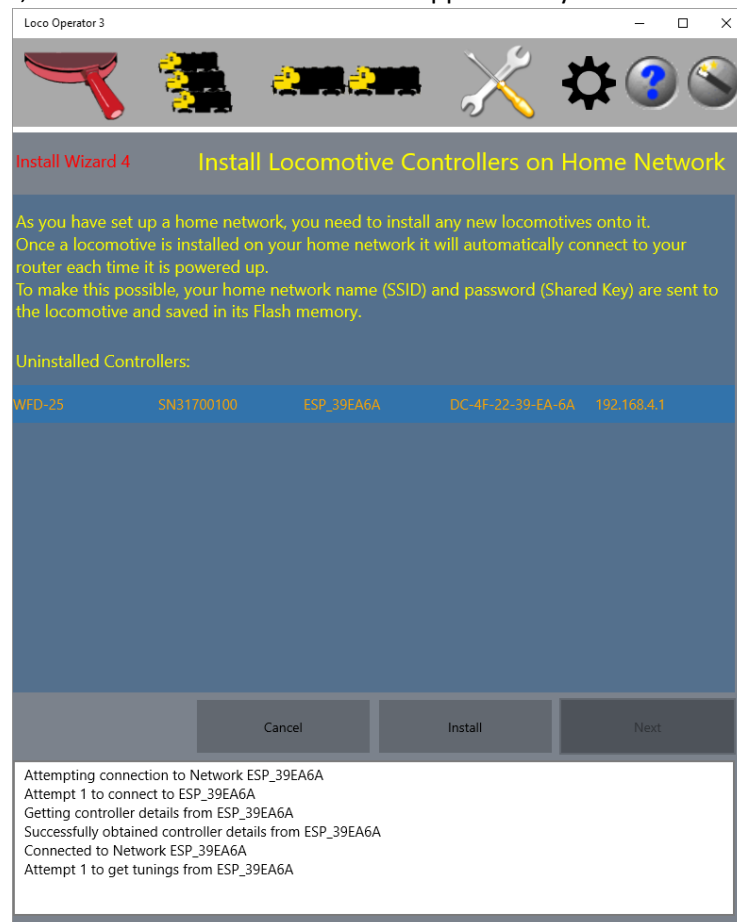 Loco Operator 3
Install Wizard 4 Install Locomotive Controllers on Home Network
As you have set up a home network, you need to install any new locomotives onto it.
Once a locomotive is installed on your home network it will automatically connect to your
router each time it is powered up.
To make this possible, your home network name (SSID) and password (Shared Key) are sent to
the locomotive and saved in its Flash memory.
Uninstalled Controllers:
WFD-25 SN31700100 ESP_39EA6A DC-4F-22-39-EA-6A 192.168.4.1
Cancel Install Next
Attempting connection to Network ESP_39EA6A
Attempt 1 to connect to ESP_39EA6A
Getting controller details from ESP_39EA6A
Successfully obtained controller details from ESP_39EA6A
Connected to Network ESP_39EA6A
Attempt 1 to get tunings from ESP_39EA6A